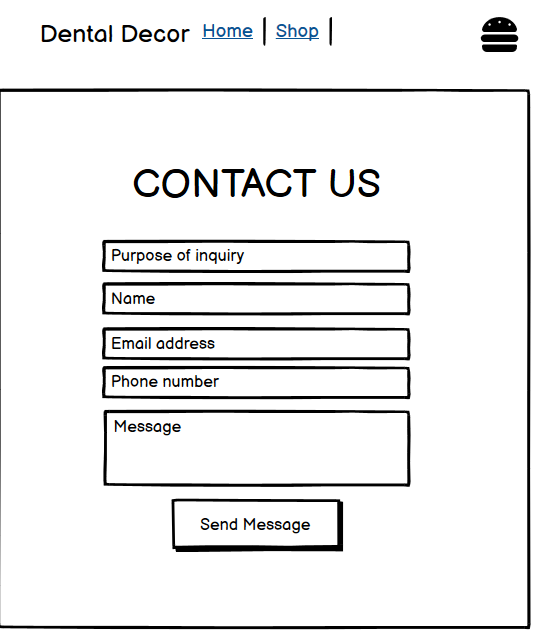 Dental Decor Home Shop
CONTACT US
Purpose of inquiry
Name
Email address
Phone number
Message
Send Message